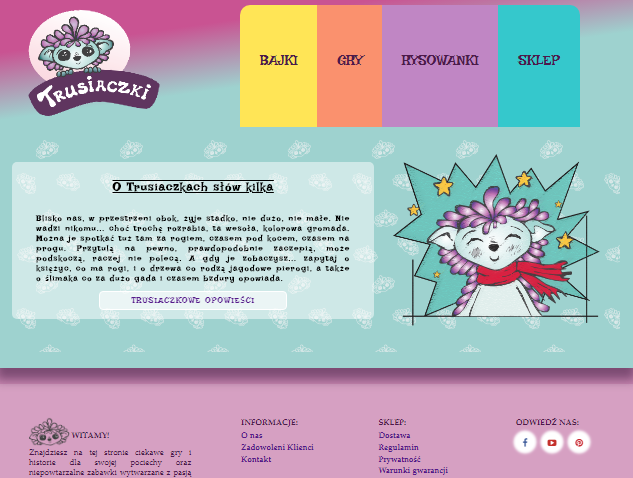 Trusiaczki
BAJKI GRY RYSOWANKI SKLEP
O Trusiaczkach słów kilka
Blisko nas, w przestrzeni obok, żyje stadko, nie duże, nie małe. Nie
wadzi nikomu... choć trochę rozrabia, ta wesoła, kolorowa gromada.
Można je spotkać tuż tam za rogiem, czasem pod kocem, czasem na
progu. Przytulą na pewno, prawdopodobnie zaczepią, może
podskoczą, raczej nie polecą. A gdy je zobaczysz... zapytaj o
księżyc, co ma rogi, i o drzewa co rodzą jagodowe pierogi, a także
o ślimaka co za dużo gada i czasem bzdury opowiada.
TRUSIACZKOWE OPOWIEŚCI
WITAMY!
Znajdziesz na tej stronie ciekawe gry i
historie dla swojej pociechy oraz
niepowtarzalne zabawki wytwarzane z pasją
INFORMACJE:
O nas
Zadowoleni Klienci
Kontakt
SKLEP:
Dostawa
Regulamin
Prywatność
Warunki gwarancji
ODWIEDŹ NAS: